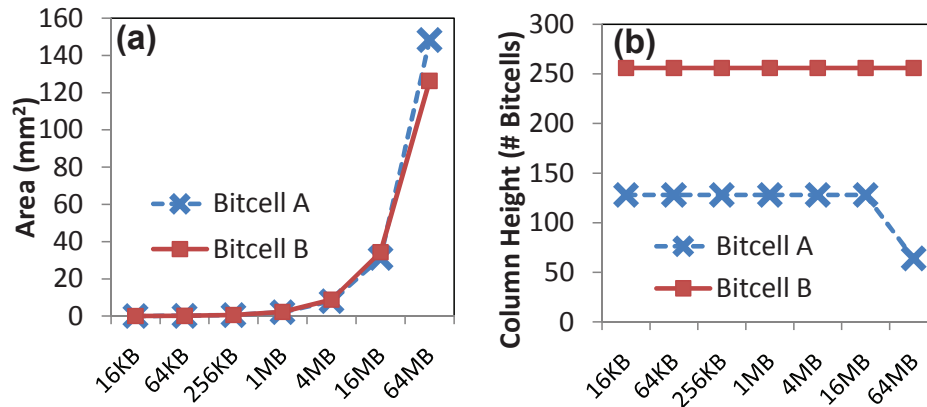 (a)
Area (mm²)
160
140
120
100
80
60
40
20
0
Bitcell A
Bitcell B
16KB
64KB
256KB
1MB
4MB
16MB
64MB
(b)
Column Height (# Bitcells)
300
250
200
150
100
50
0
Bitcell A
Bitcell B
16KB
64KB
256KB
1MB
4MB
16MB
64MB